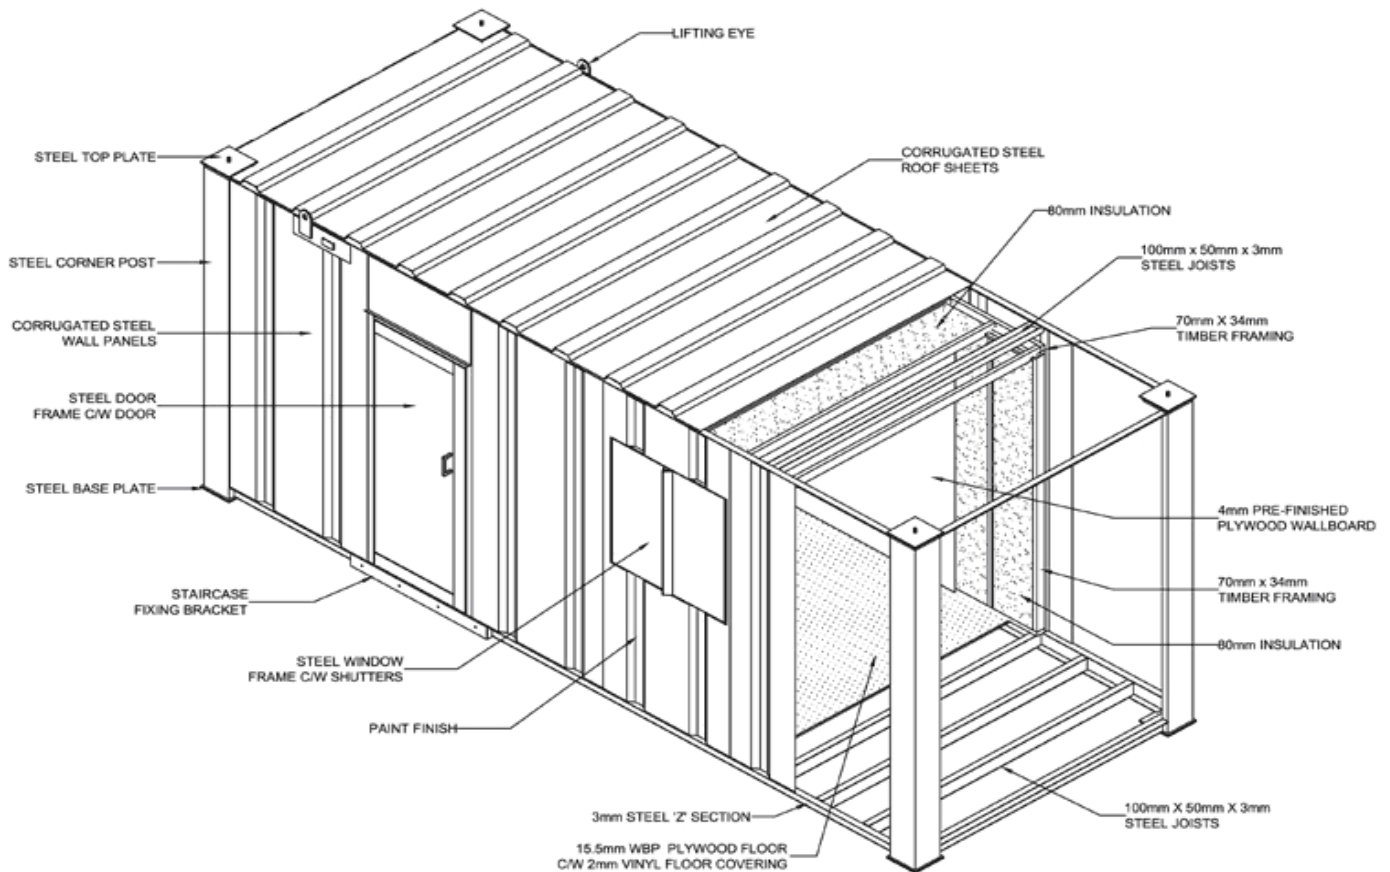 LIFTING EYE
STEEL TOP PLATE
CORRUGATED STEEL
ROOF SHEETS
80mm INSULATION
100mm x 50mm x 3mm
STEEL JOISTS
STEEL CORNER POST
CORRUGATED STEEL
WALL PANELS
70mm X 34mm
TIMBER FRAMING
STEEL DOOR
FRAME C/W DOOR
STEEL BASE PLATE
4mm PRE-FINISHED
PLYWOOD WALLBOARD
STAIRCASE
FIXING BRACKET
70mm x 34mm
TIMBER FRAMING
80mm INSULATION
STEEL WINDOW
FRAME C/W SHUTTERS
PAINT FINISH
3mm STEEL 'Z' SECTION
100mm X 50mm X 3mm
STEEL JOISTS
15.5mm WBP PLYWOOD FLOOR
C/W 2mm VINYL FLOOR COVERING